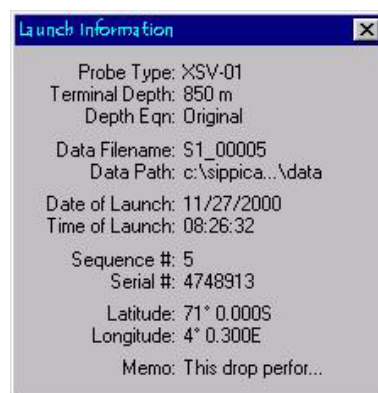 Launch Information
Probe Type: XSV-01
Terminal Depth: 850 m
Depth Eqn: Original
Data Filename: S1_00005
Data Path: c:\sippica...\data
Date of Launch: 11/27/2000
Time of Launch: 08:26:32
Sequence #: 5
Serial #: 4748913
Latitude: 71° 0.000S
Longitude: 4° 0.300E
Memo: This drop perfor...